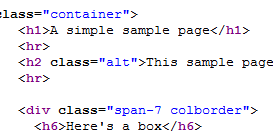 class="container">
<h1>A simple sample page</h1>
<hr>
<h2 class="alt">This sample page
<hr>
<div class="span-7 colborder">
<h6>Here's a box</h6>